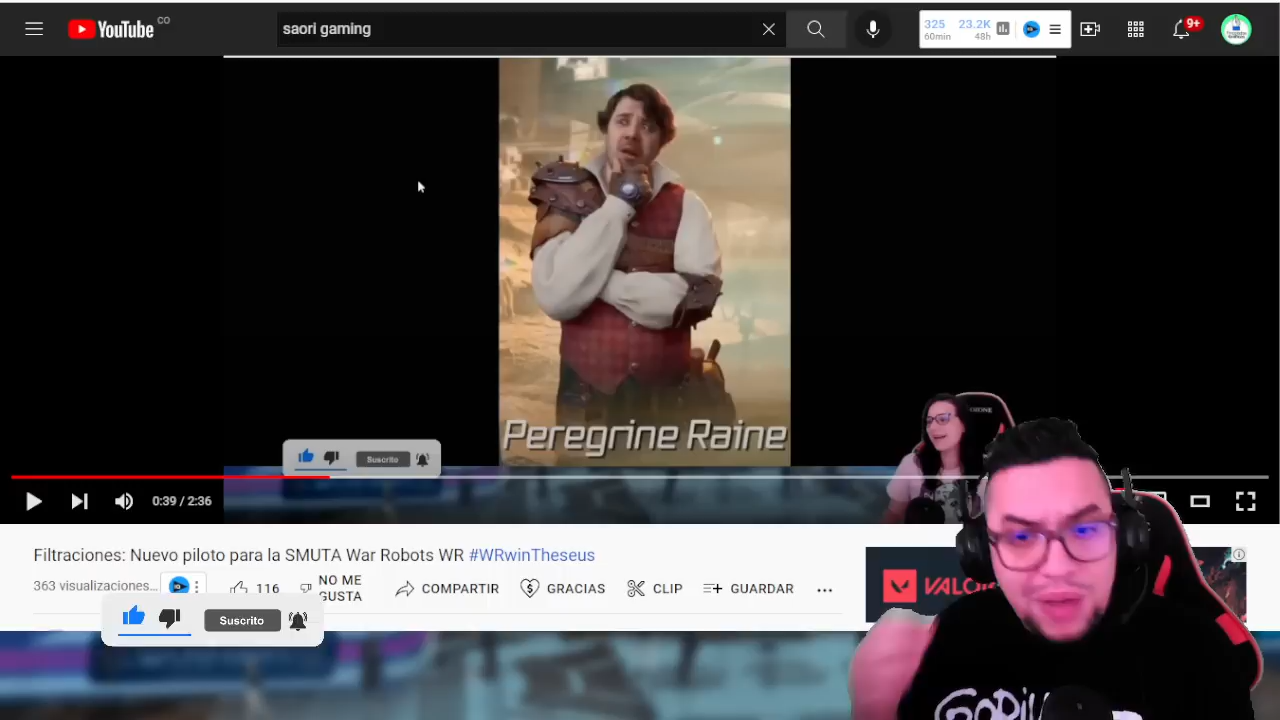 YouTube CO
saori gaming
325 23.2K
60min 48h
9+
Peregrine Raine
Suscrito
0:39 / 2:36
Filtraciones: Nuevo piloto para la SMUTA War Robots WR #WRwinTheseus
363 visualizaciones...
116
NO ME
GUSTA
COMPARTIR
GRACIAS
CLIP
GUARDAR
Suscrito